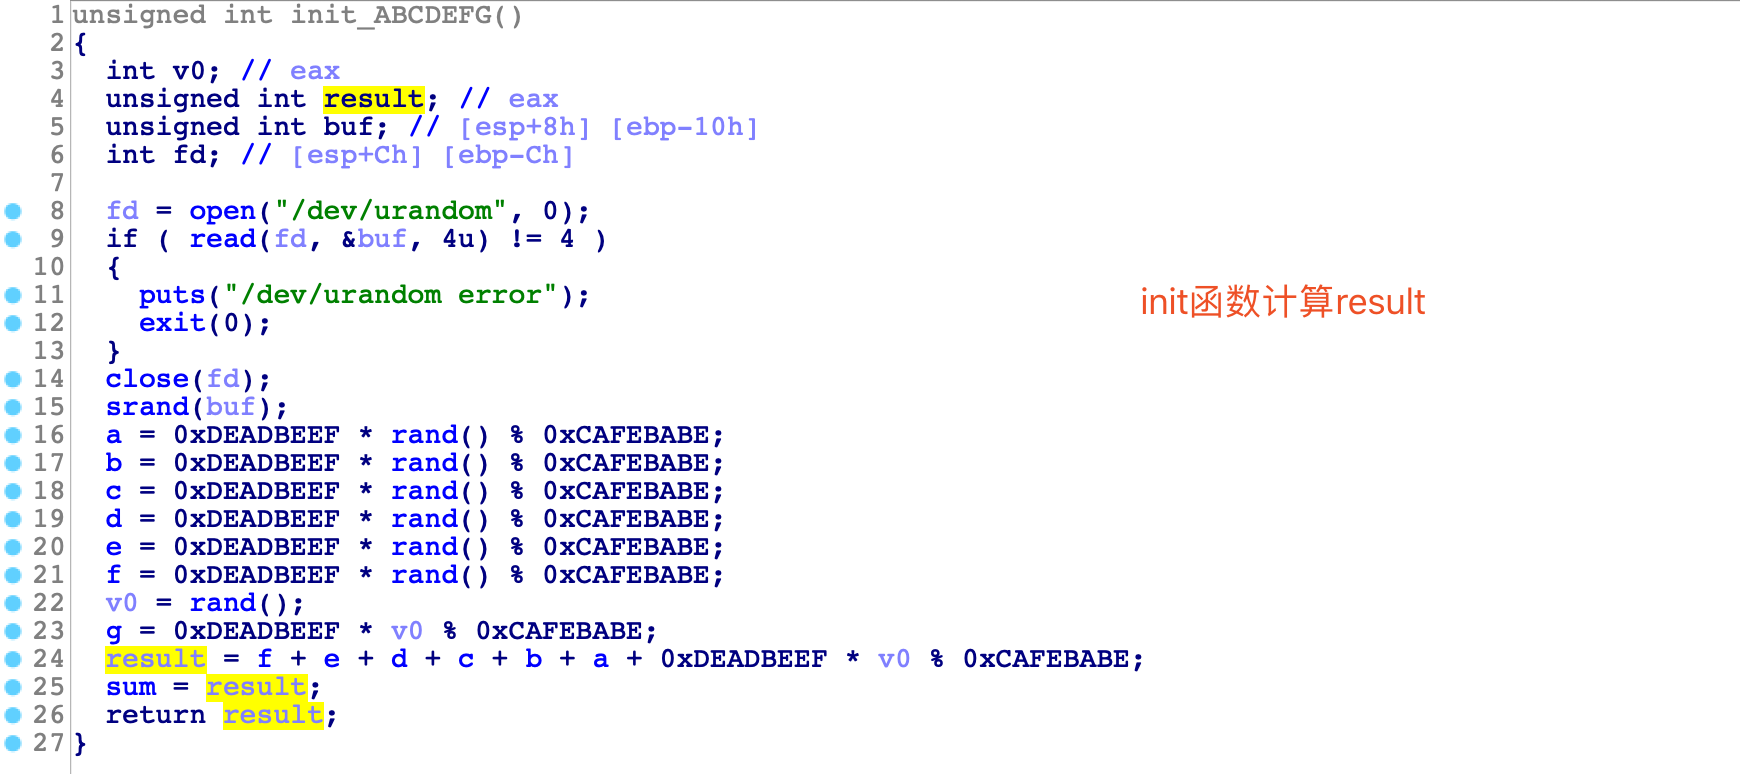 1 unsigned int init_ABCDEFG()
2 {
3   int v0; // eax
4   unsigned int result; // eax
5   unsigned int buf; // [esp+8h] [ebp-10h]
6   int fd; // [esp+Ch] [ebp-Ch]
7
8   fd = open("/dev/urandom", 0);
9   if ( read(fd, &buf, 4u) != 4 )
10   {
11     puts("/dev/urandom error");
12     exit(0);
13   }
14   close(fd);
15   srand(buf);
16   a = 0xDEADBEEF * rand() % 0xCAFEBABE;
17   b = 0xDEADBEEF * rand() % 0xCAFEBABE;
18   c = 0xDEADBEEF * rand() % 0xCAFEBABE;
19   d = 0xDEADBEEF * rand() % 0xCAFEBABE;
20   e = 0xDEADBEEF * rand() % 0xCAFEBABE;
21   f = 0xDEADBEEF * rand() % 0xCAFEBABE;
22   v0 = rand();
23   g = 0xDEADBEEF * v0 % 0xCAFEBABE;
24   result = f + e + d + c + b + a + 0xDEADBEEF * v0 % 0xCAFEBABE;
25   sum = result;
26   return result;
27 }
init函数计算result